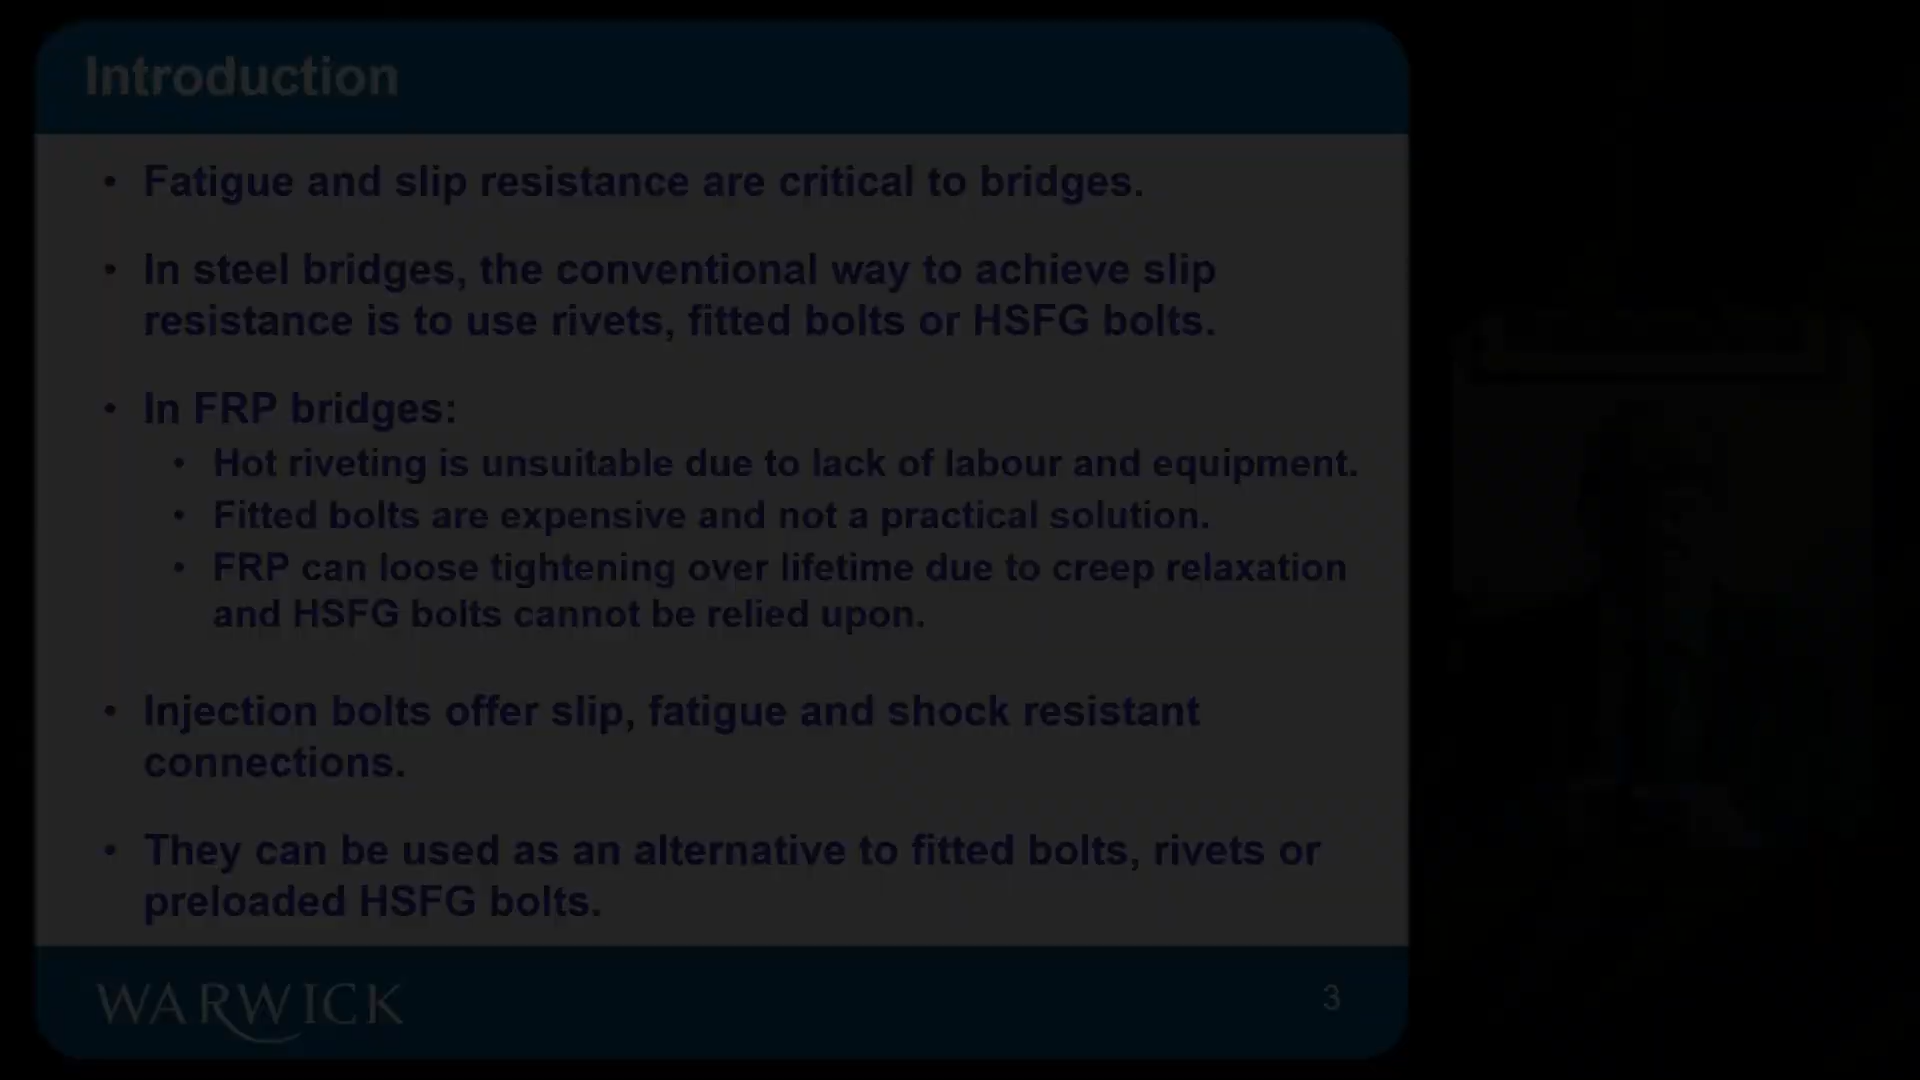 Introduction
• Fatigue and slip resistance are critical to bridges.
• In steel bridges, the conventional way to achieve slip
resistance is to use rivets, fitted bolts or HSFG bolts.
• In FRP bridges:
• Hot riveting is unsuitable due to lack of labour and equipment.
• Fitted bolts are expensive and not a practical solution.
• FRP can loose tightening over lifetime due to creep relaxation
and HSFG bolts cannot be relied upon.
• Injection bolts offer slip, fatigue and shock resistant
connections.
• They can be used as an alternative to fitted bolts, rivets or
preloaded HSFG bolts.
WARWICK
3